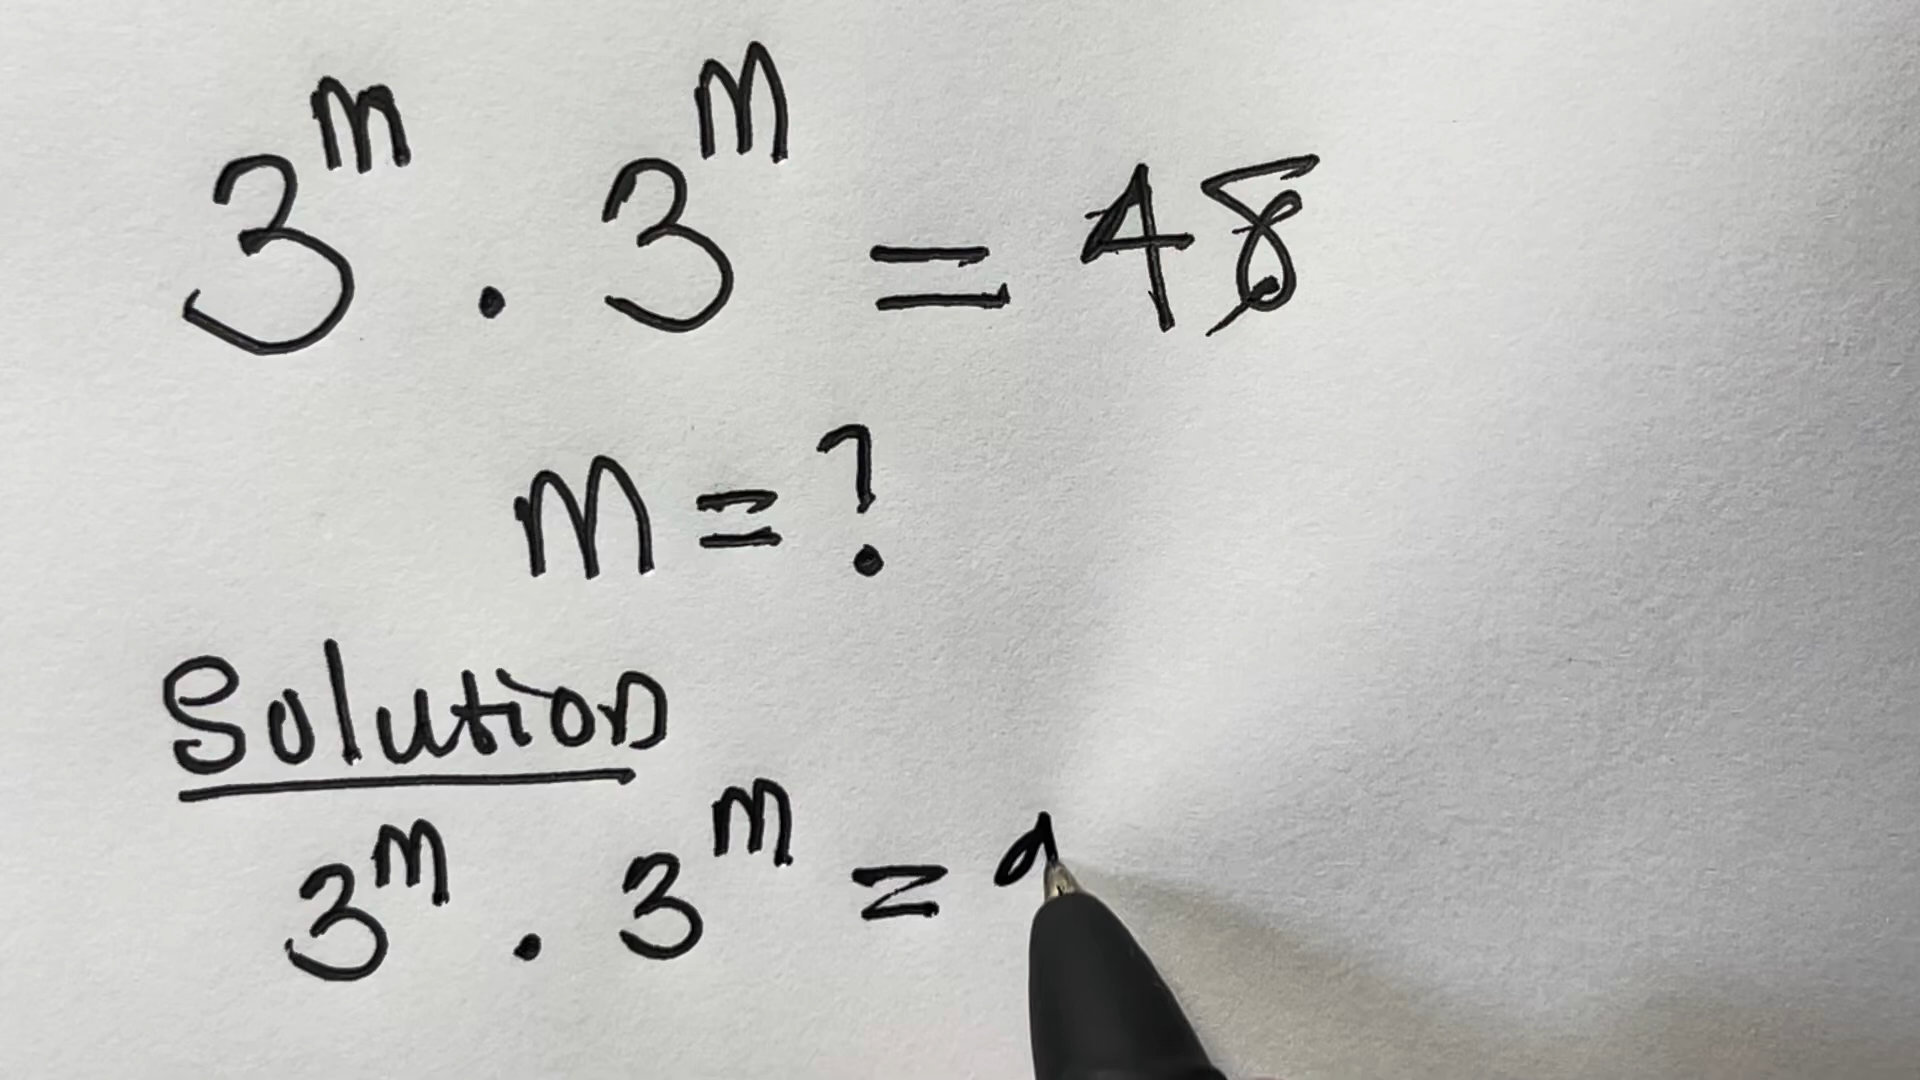 3^m . 3^m = 48
m = ?
Solution
3^m . 3^m =